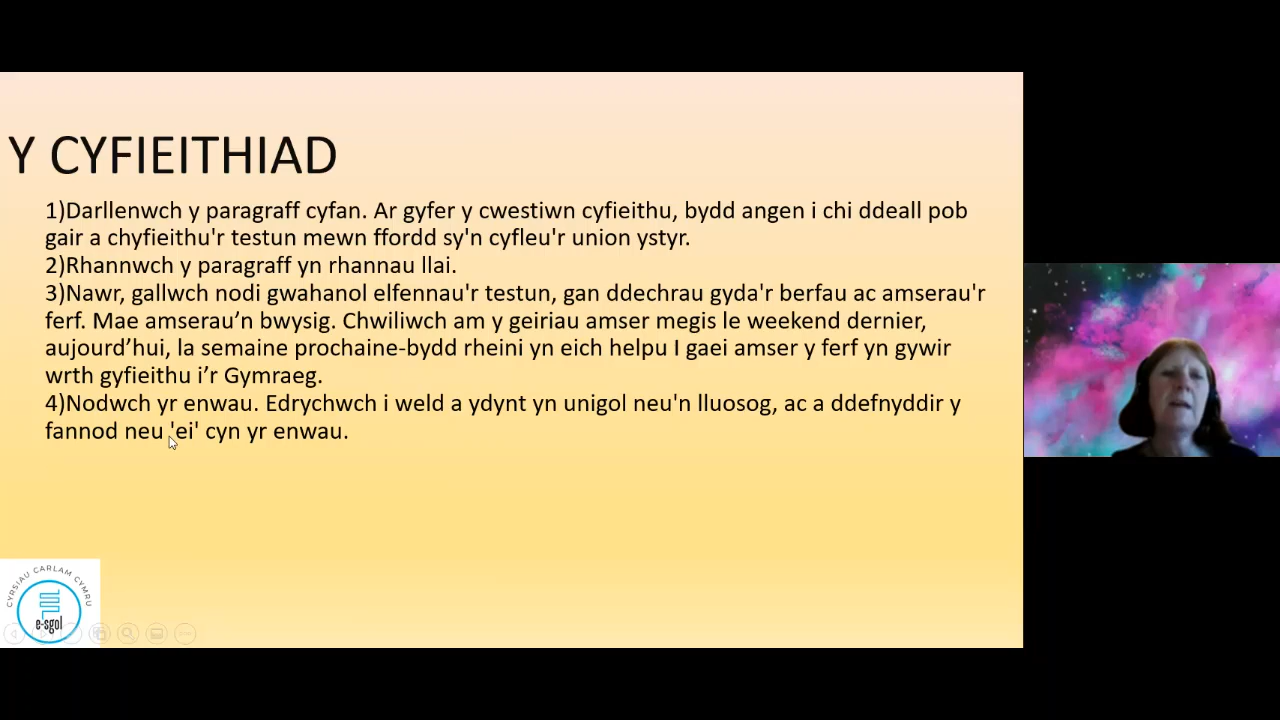 Y CYFIEITHIAD
1)Darllenwch y paragraff cyfan. Ar gyfer y cwestiwn cyfieithu, bydd angen i chi ddeall pob
gair a chyfieithu'r testun mewn ffordd sy'n cyfleu'r union ystyr.
2)Rhannwch y paragraff yn rhannau llai.
3)Nawr, gallwch nodi gwahanol elfennau'r testun, gan ddechrau gyda'r berfau ac amserau'r
ferf. Mae amserau’n bwysig. Chwiliwch am y geiriau amser megis le weekend dernier,
aujourd’hui, la semaine prochaine-bydd rheini yn eich helpu I gaei amser y ferf yn gywir
wrth gyfieithu i’r Gymraeg.
4)Nodwch yr enwau. Edrychwch i weld a ydynt yn unigol neu'n lluosog, ac a ddefnyddir y
fannod neu 'ei' cyn yr enwau.
CYRSIAU CARLAM CYMRU
e-sgol